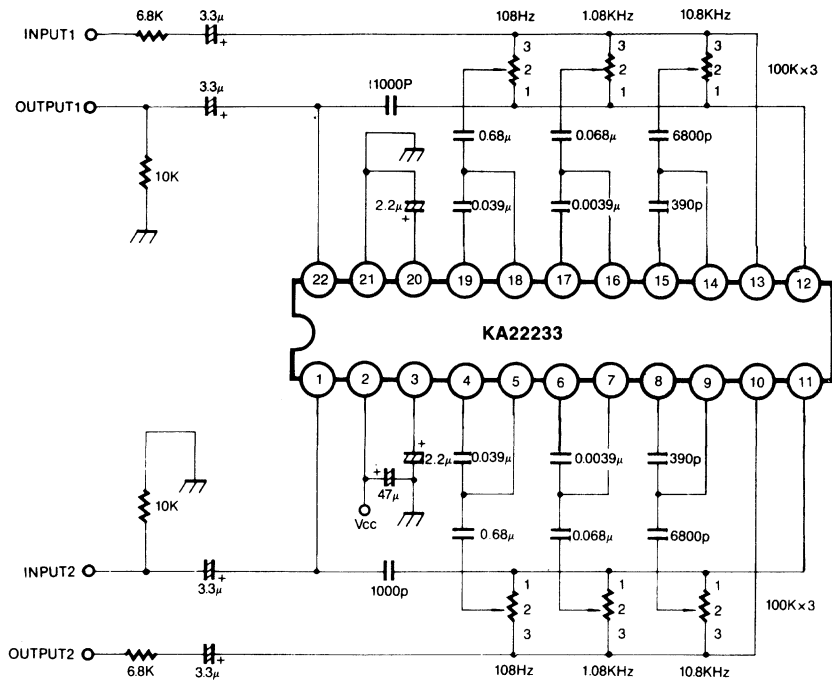 108Hz 1.08KHz 10.8KHz
INPUT1 6.8K 3.3μ +
3 3 3
2 2 2 100K×3
1 1 1
OUTPUT1 3.3μ + 1000P
10K
0.68μ 0.068μ 6800p
2.2μ + 0.039μ 0.0039μ 390p
22 21 20 19 18 17 16 15 14 13 12
KA22233
1 2 3 4 5 6 7 8 9 10 11
+ 2.2μ 0.039μ 0.0039μ 390p
+ 47μ
Vcc
10K
0.68μ 0.068μ 6800p
INPUT2 3.3μ + 1000p
1 1 1
2 2 2 100K×3
3 3 3
OUTPUT2 6.8K 3.3μ +
108Hz 1.08KHz 10.8KHz